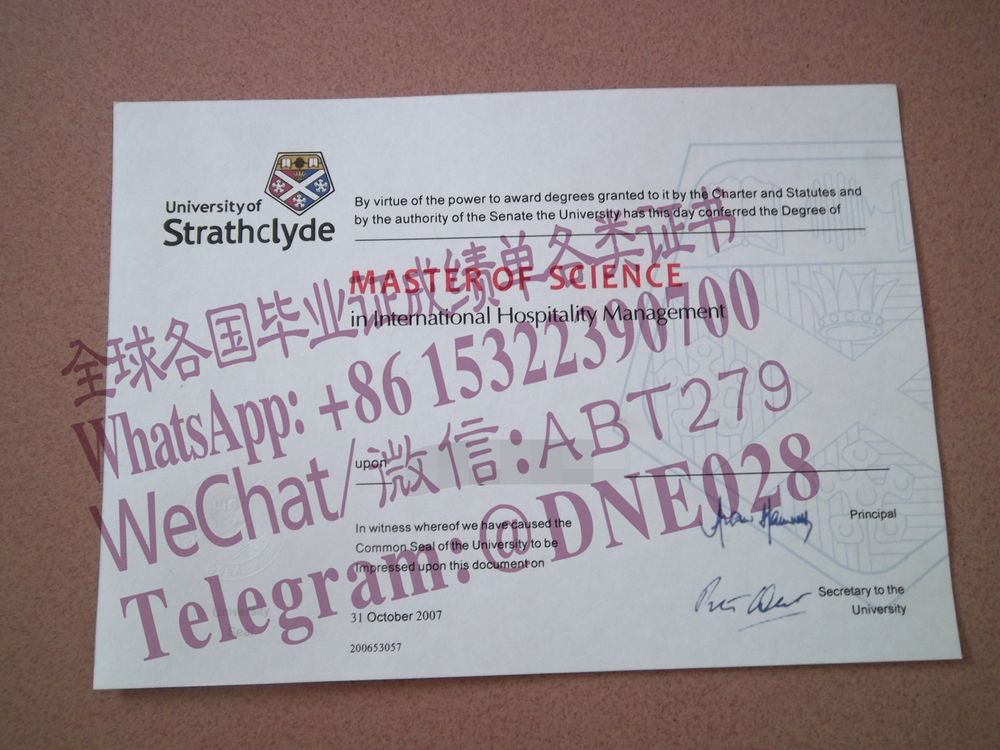 University of
Strathclyde
By virtue of the power to award degrees granted to it by the Charter and Statutes and
by the authority of the Senate the University has this day conferred the Degree of
MASTER OF SCIENCE
in International Hospitality Management
全球各国毕业证成绩单各类证书
WhatsApp: +86 15322390700
WeChat/微信:ABT279
Telegram:@DNE028
upon
In witness whereof we have caused the
Common Seal of the University to be
impressed upon this document on
31 October 2007
200653057
Principal
Secretary to the
University